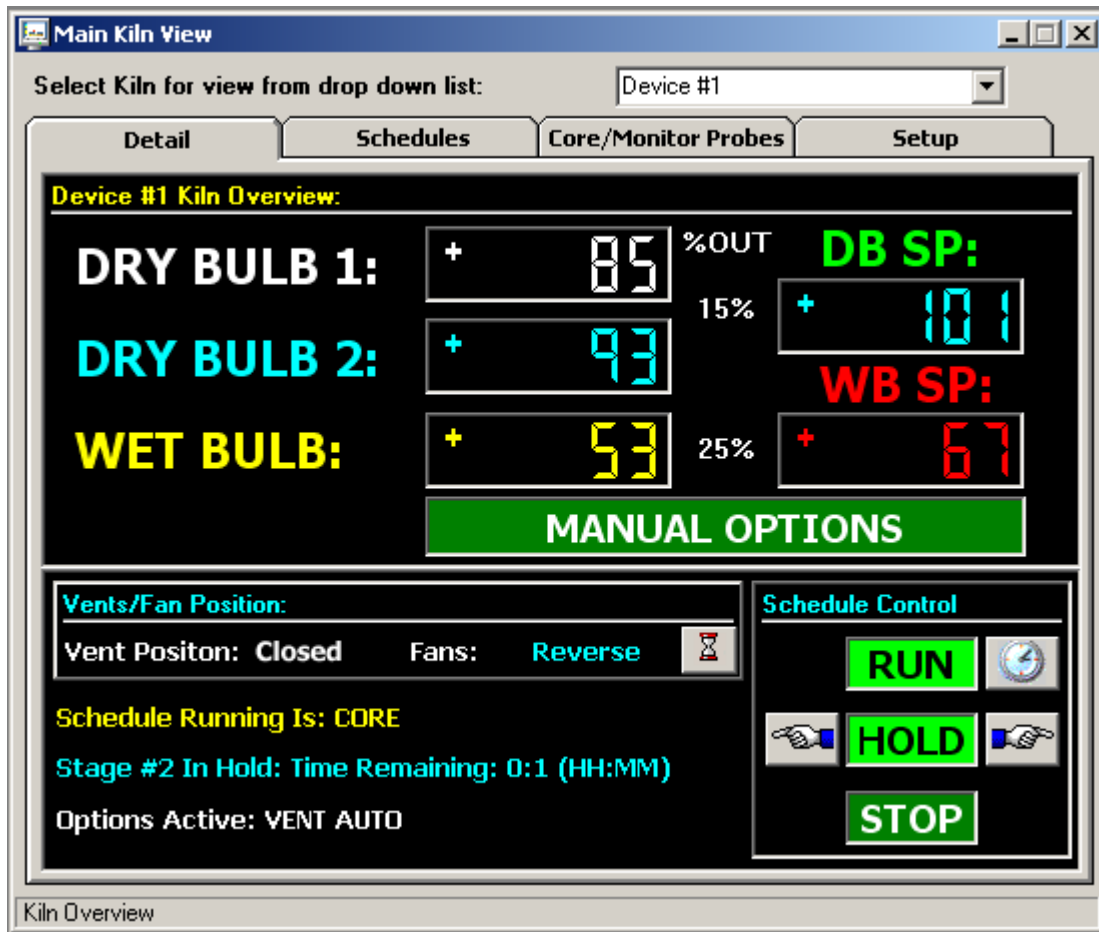 Main Kiln View
Select Kiln for view from drop down list: Device #1
Detail Schedules Core/Monitor Probes Setup
Device #1 Kiln Overview:
DRY BULB 1: + 85 %OUT DB SP:
15% + 101
DRY BULB 2: + 93
WB SP:
WET BULB: + 53 25% + 67
MANUAL OPTIONS
Vents/Fan Position:
Vent Positon: Closed Fans: Reverse
Schedule Running Is: CORE
Stage #2 In Hold: Time Remaining: 0:1 (HH:MM)
Options Active: VENT AUTO
Schedule Control
RUN
HOLD
STOP
Kiln Overview